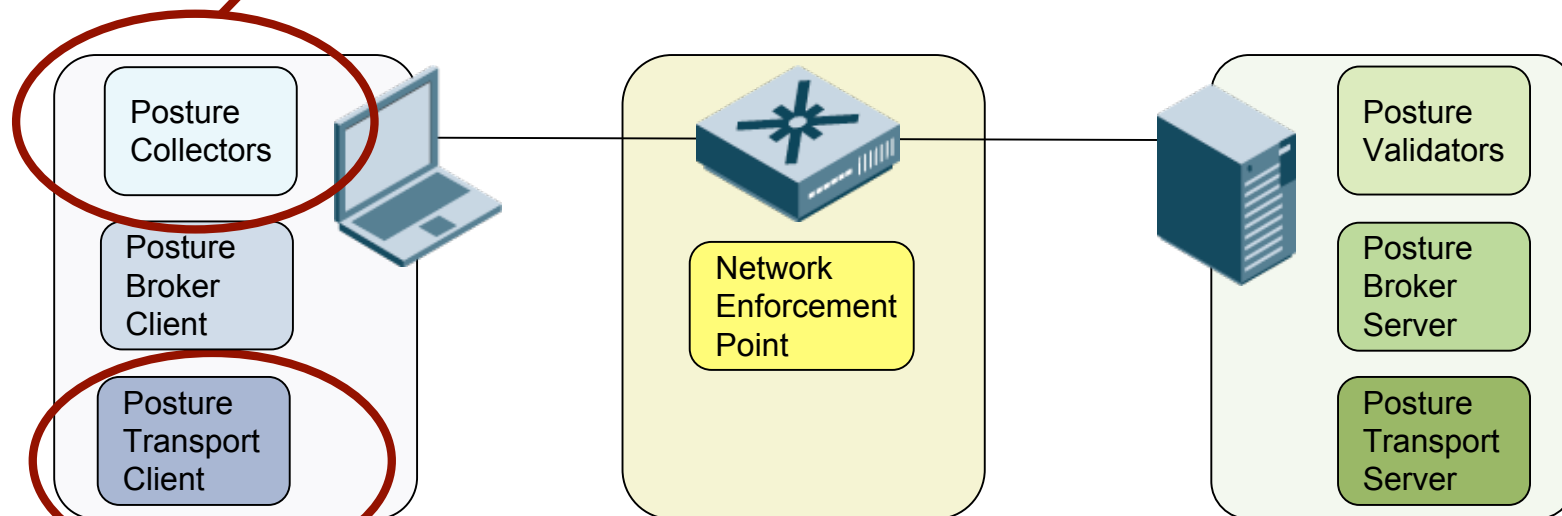 Posture
Collectors
Posture
Broker
Client
Posture
Transport
Client
Network
Enforcement
Point
Posture
Validators
Posture
Broker
Server
Posture
Transport
Server